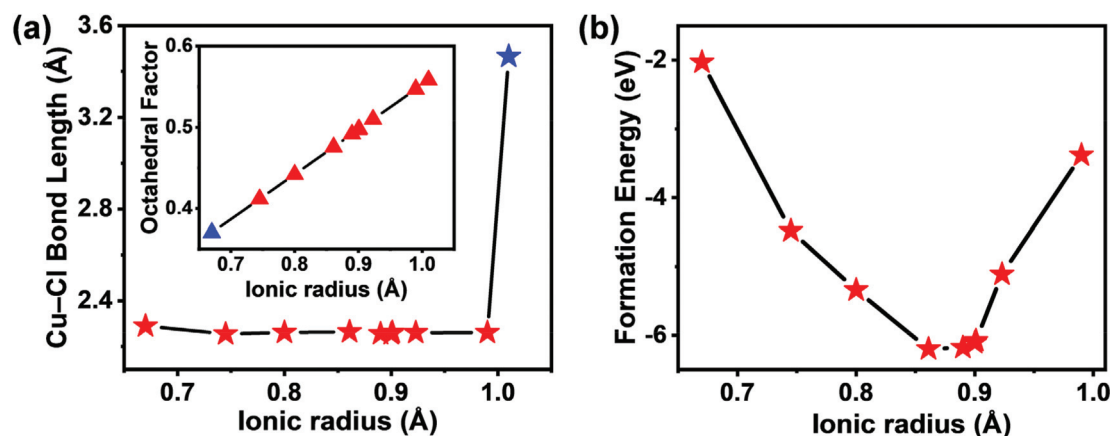 (a)
Cu–Cl Bond Length (Å)
3.6
3.2
2.8
2.4
0.7 0.8 0.9 1.0
Ionic radius (Å)
Octahedral Factor
0.6
0.5
0.4
0.7 0.8 0.9 1.0
Ionic radius (Å)
(b)
Formation Energy (eV)
-2
-4
-6
0.7 0.8 0.9 1.0
Ionic radius (Å)